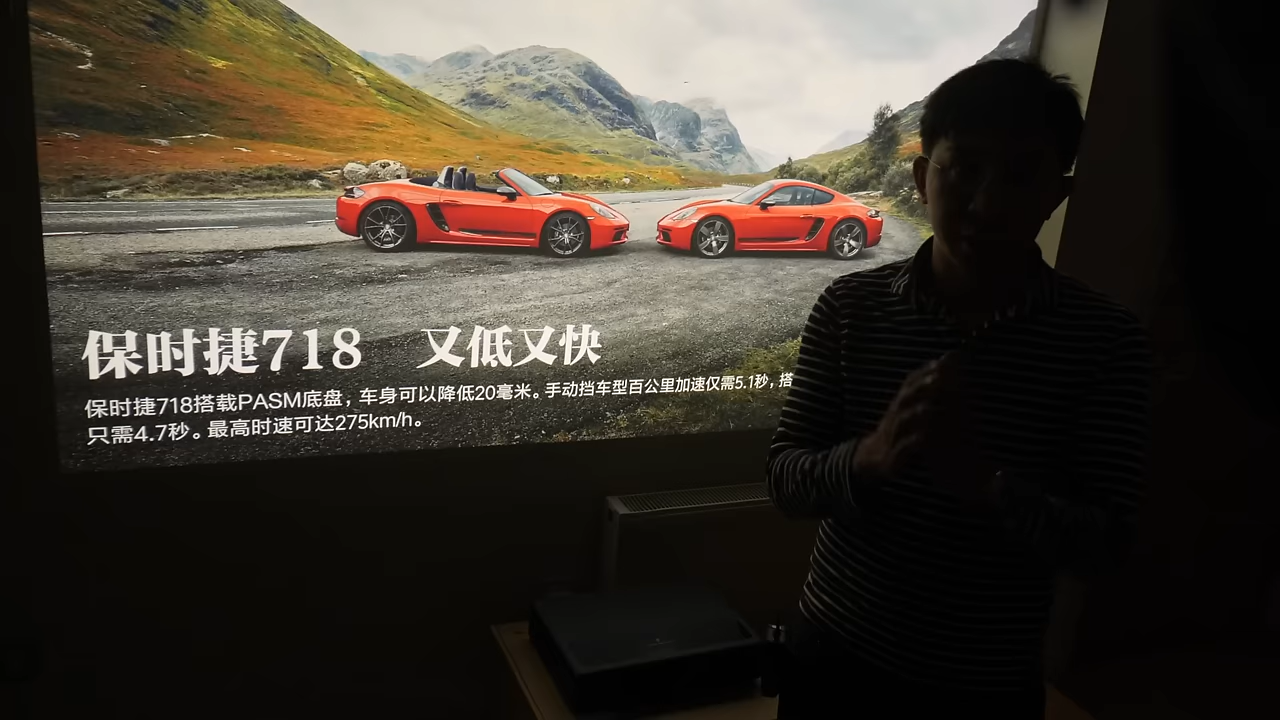 保时捷718 又低又快
保时捷718搭载PASM底盘，车身可以降低20毫米。手动挡车型百公里加速仅需5.1秒，搭
只需4.7秒。最高时速可达275km/h。